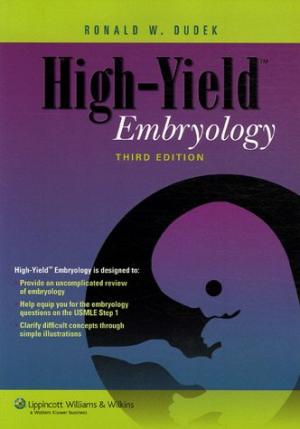 RONALD W. DUDEK
High-Yield™
Embryology
THIRD EDITION
High-Yield™ Embryology is designed to:
Provide an uncomplicated review
of embryology
Help equip you for the embryology
questions on the USMLE Step 1
Clarify difficult concepts through
simple illustrations
Lippincott Williams & Wilkins
a Wolters Kluwer business